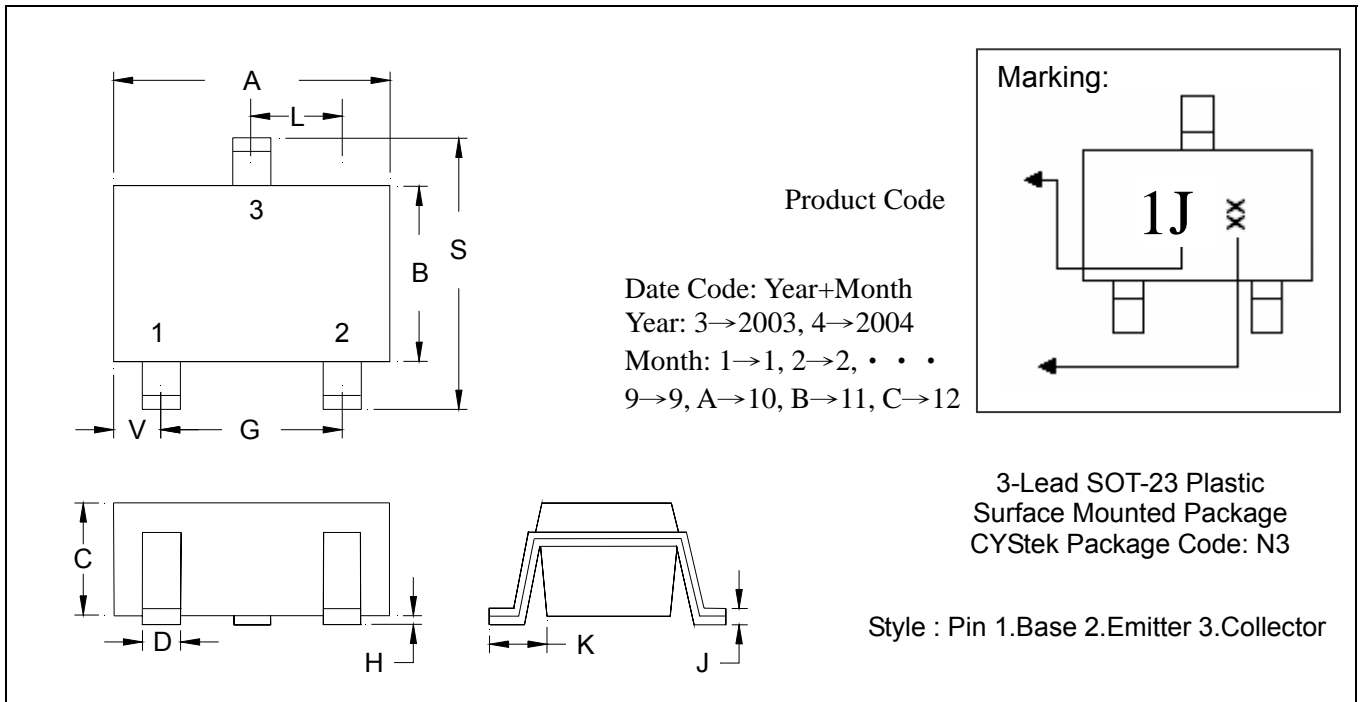 A
L
3
S
B
1
2
V
G
Product Code
Date Code: Year+Month
Year: 3→2003, 4→2004
Month: 1→1, 2→2, ・ ・ ・
9→9, A→10, B→11, C→12
Marking:
1J
XX
C
D
H
K
J
3-Lead SOT-23 Plastic
Surface Mounted Package
CYStek Package Code: N3
Style : Pin 1.Base 2.Emitter 3.Collector